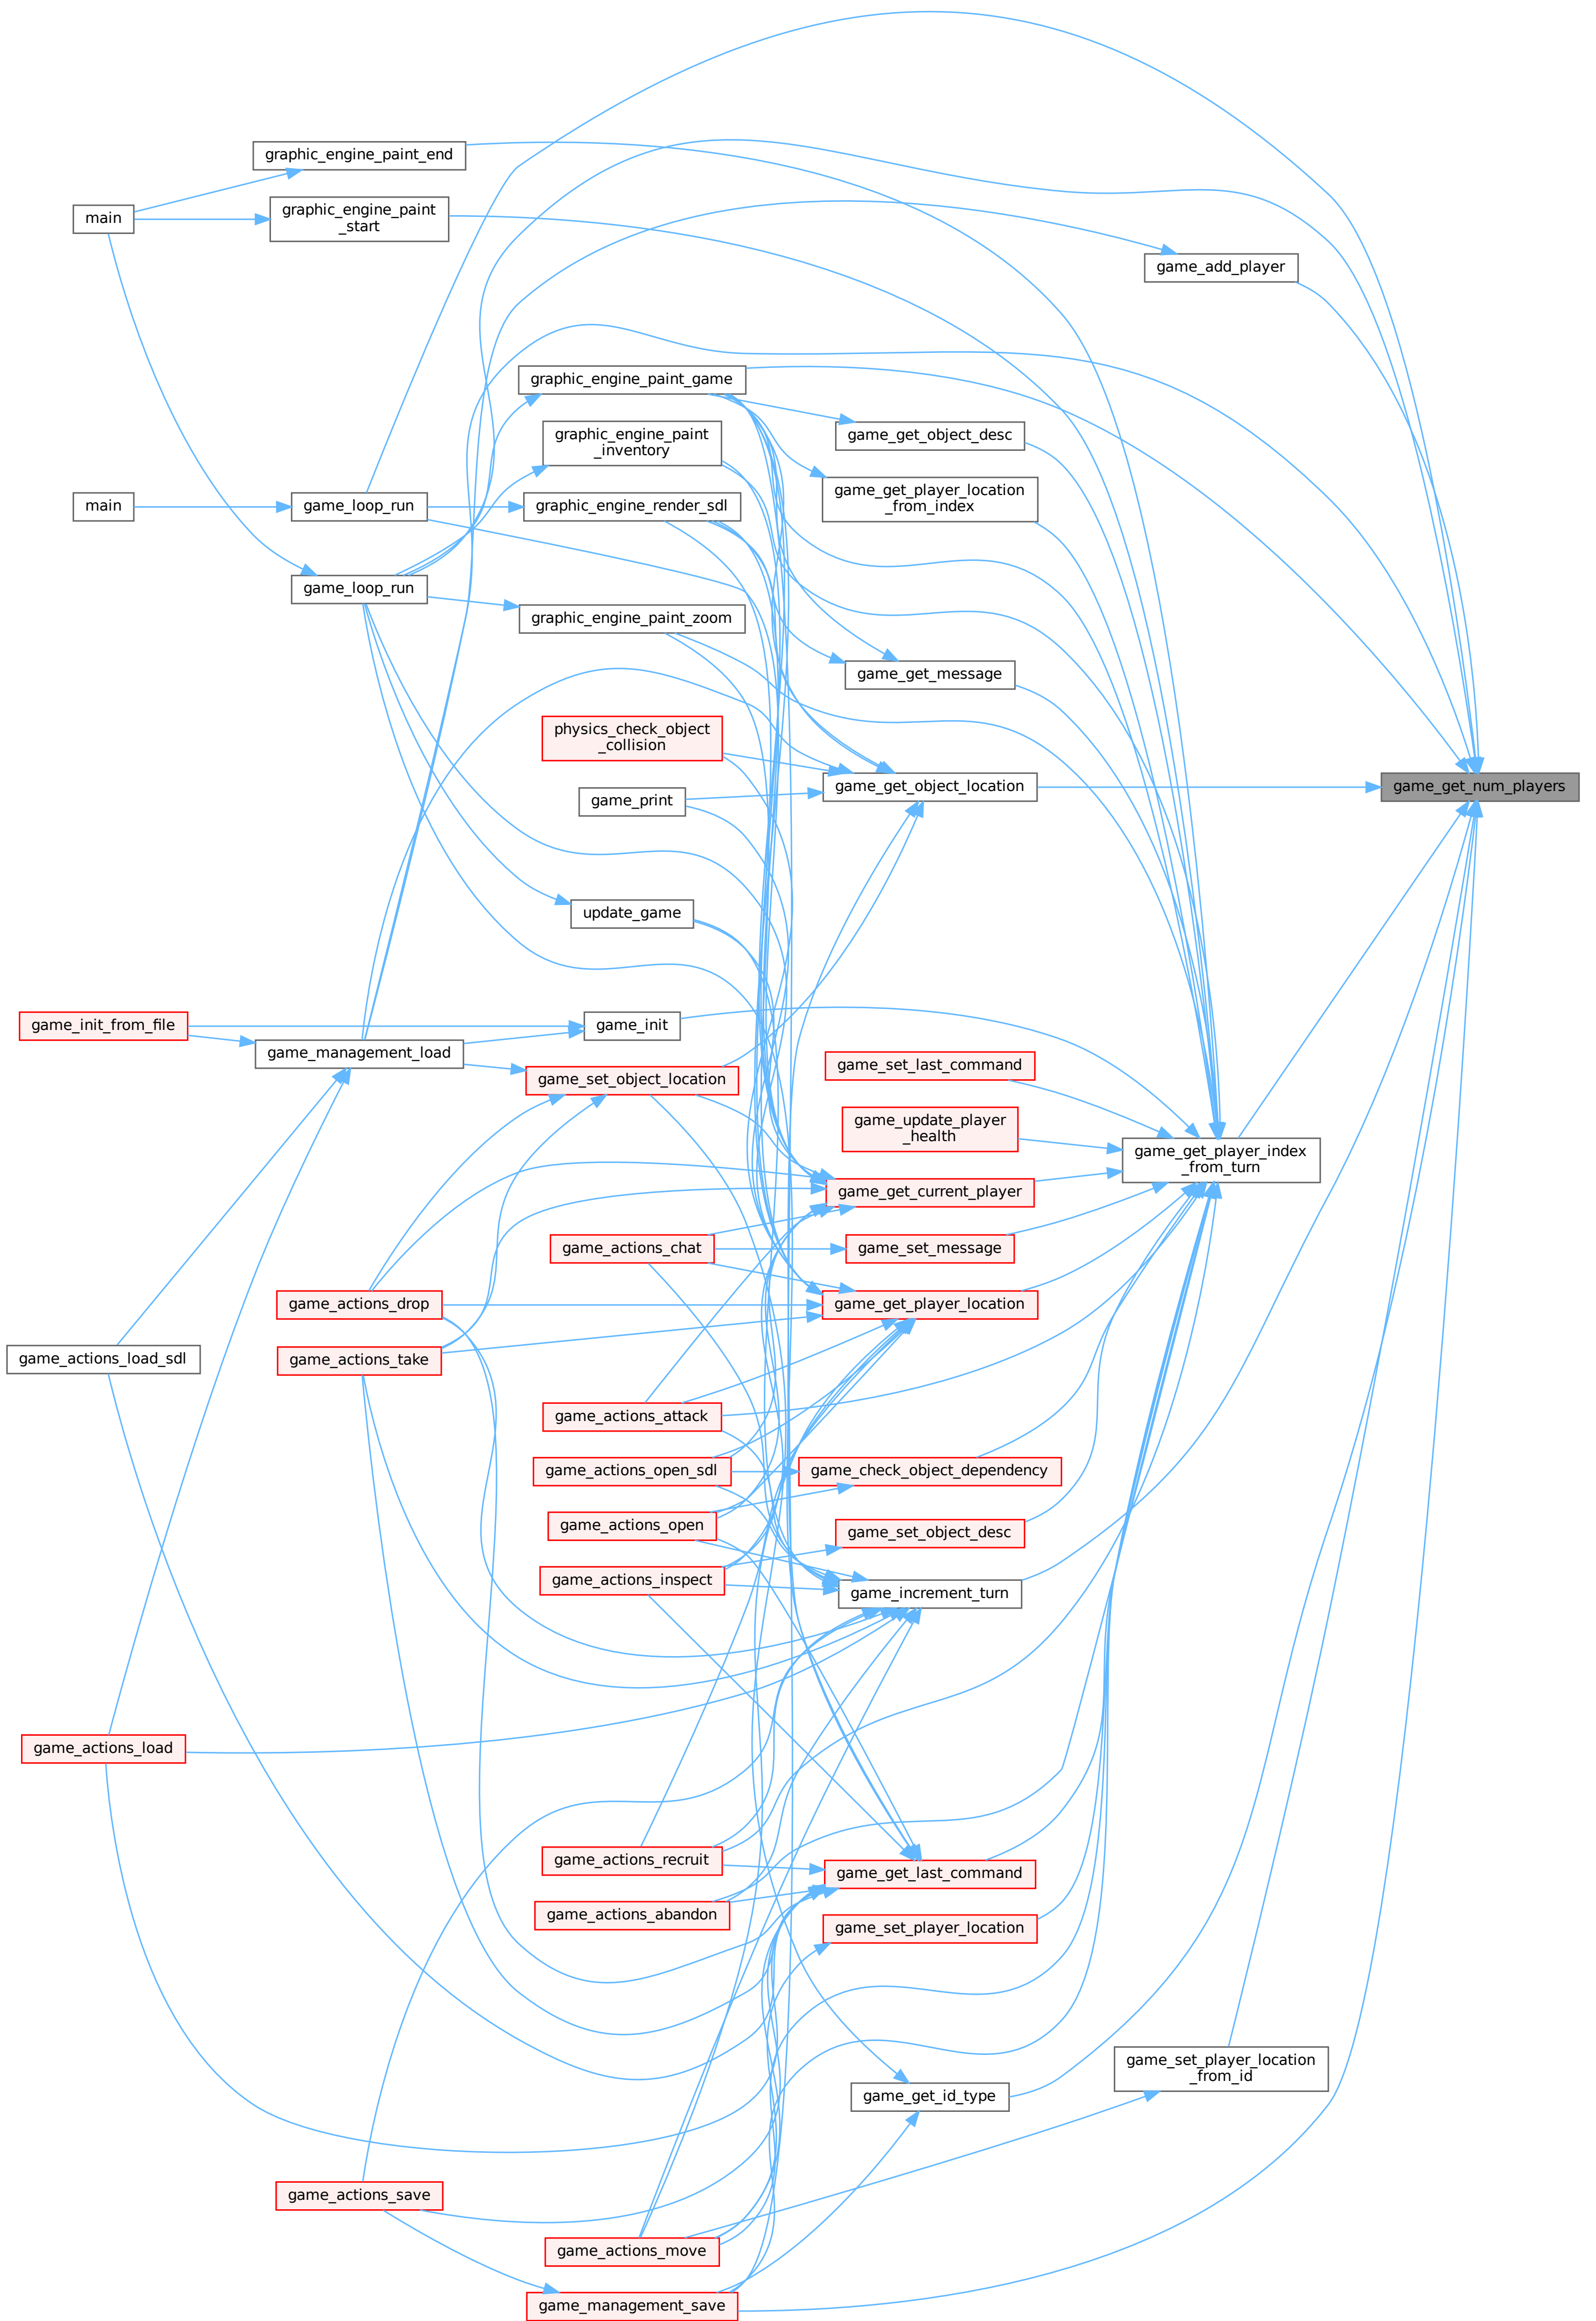 graphic_engine_paint_end
graphic_engine_paint
_start
main
game_add_player
graphic_engine_paint_game
graphic_engine_paint
_inventory
game_get_object_desc
game_get_player_location
_from_index
main
game_loop_run
graphic_engine_render_sdl
game_loop_run
graphic_engine_paint_zoom
game_get_message
physics_check_object
_collision
game_get_object_location
game_get_num_players
game_print
update_game
game_init_from_file
game_init
game_management_load
game_set_last_command
game_set_object_location
game_update_player
_health
game_get_player_index
_from_turn
game_get_current_player
game_actions_chat
game_set_message
game_actions_drop
game_get_player_location
game_actions_load_sdl
game_actions_take
game_actions_attack
game_actions_open_sdl
game_check_object_dependency
game_actions_open
game_set_object_desc
game_actions_inspect
game_increment_turn
game_actions_load
game_actions_recruit
game_get_last_command
game_actions_abandon
game_set_player_location
game_set_player_location
_from_id
game_get_id_type
game_actions_save
game_actions_move
game_management_save